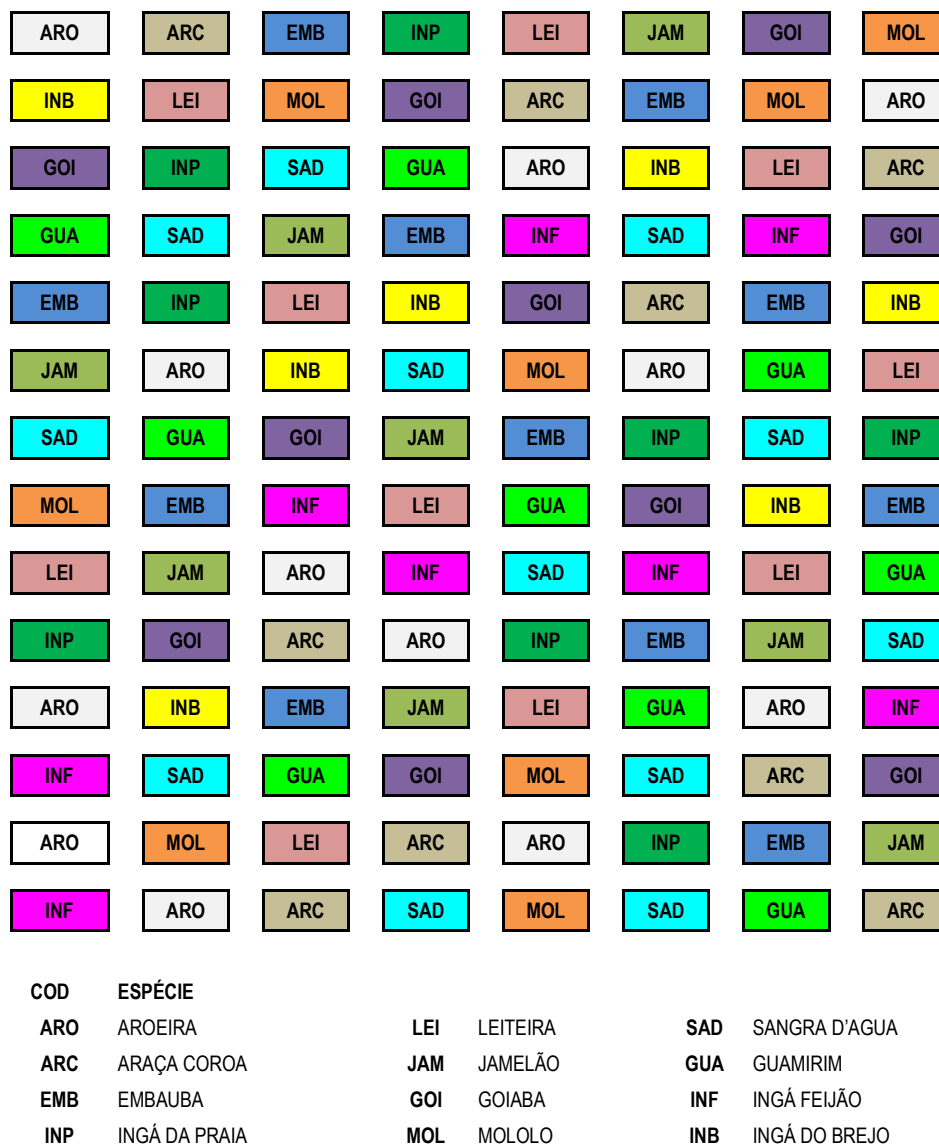 ARO ARC EMB INP LEI JAM GOI MOL
INB LEI MOL GOI ARC EMB MOL ARO
GOI INP SAD GUA ARO INB LEI ARC
GUA SAD JAM EMB INF SAD INF GOI
EMB INP LEI INB GOI ARC EMB INB
JAM ARO INB SAD MOL ARO GUA LEI
SAD GUA GOI JAM EMB INP SAD INP
MOL EMB INF LEI GUA GOI INB EMB
LEI JAM ARO INF SAD INF LEI GUA
INP GOI ARC ARO INP EMB JAM SAD
ARO INB EMB JAM LEI GUA ARO INF
INF SAD GUA GOI MOL SAD ARC GOI
ARO MOL LEI ARC ARO INP EMB JAM
INF ARO ARC SAD MOL SAD GUA ARC
COD ESPÉCIE
ARO AROEIRA LEI LEITEIRA SAD SANGRA D'AGUA
ARC ARAÇA COROA JAM JAMELÃO GUA GUAMIRIM
EMB EMBAUBA GOI GOIABA INF INGÁ FEIJÃO
INP INGÁ DA PRAIA MOL MOLOLO INB INGÁ DO BREJO